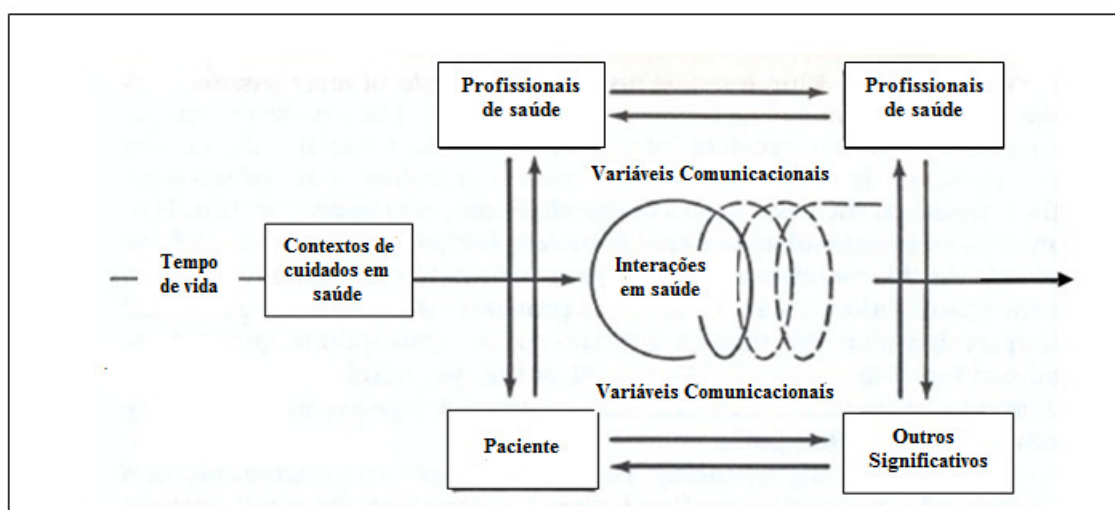 Profissionais
de saúde
Profissionais
de saúde
Variáveis Comunicacionais
Tempo
de vida
Contextos de
cuidados em
saúde
Interações
em saúde
Variáveis Comunicacionais
Paciente
Outros
Significativos